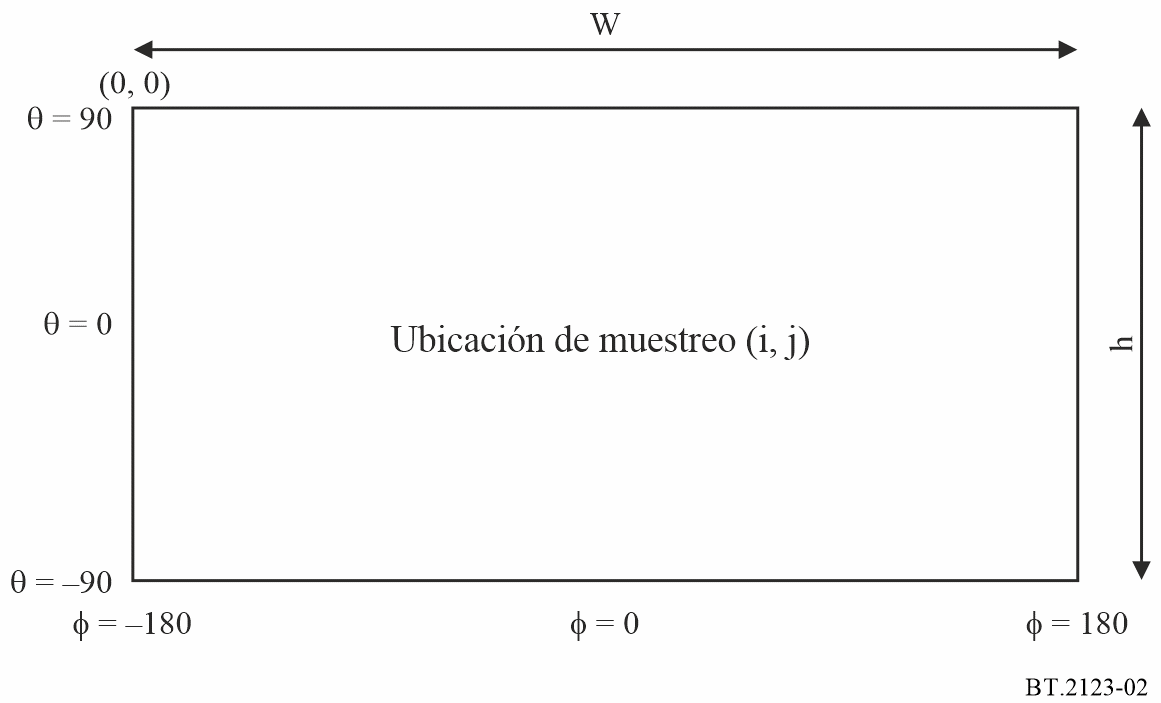 W
(0, 0)
θ = 90
θ = 0
Ubicación de muestreo (i, j)
h
θ = –90
ϕ = –180
ϕ = 0
ϕ = 180
BT.2123-02